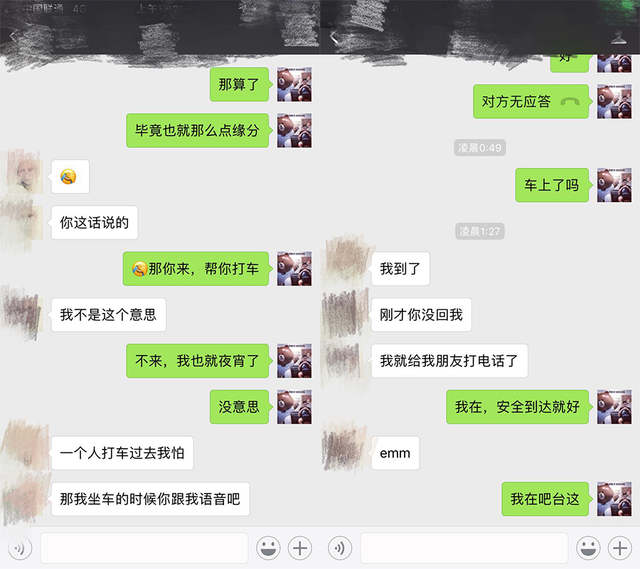 中国联通 4G
那算了
毕竟也就那么点缘分
你这话说的
那你来，帮你打车
我不是这个意思
不来，我也就夜宵了
没意思
一个人打车过去我怕
那我坐车的时候你跟我语音吧
好
对方无应答
凌晨0:49
车上了吗
凌晨1:27
我到了
刚才你没回我
我就给我朋友打电话了
我在，安全到达就好
emm
我在吧台这